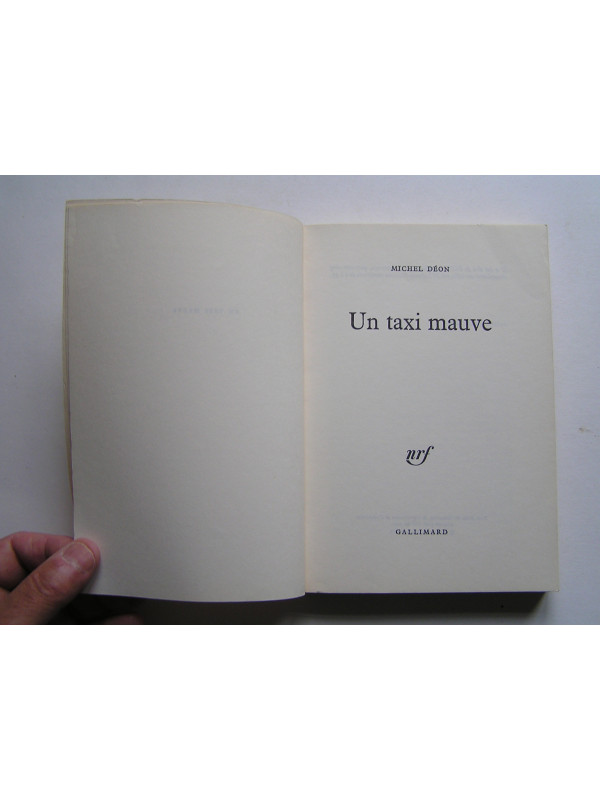 MICHEL DÉON
Un taxi mauve
nrf
GALLIMARD